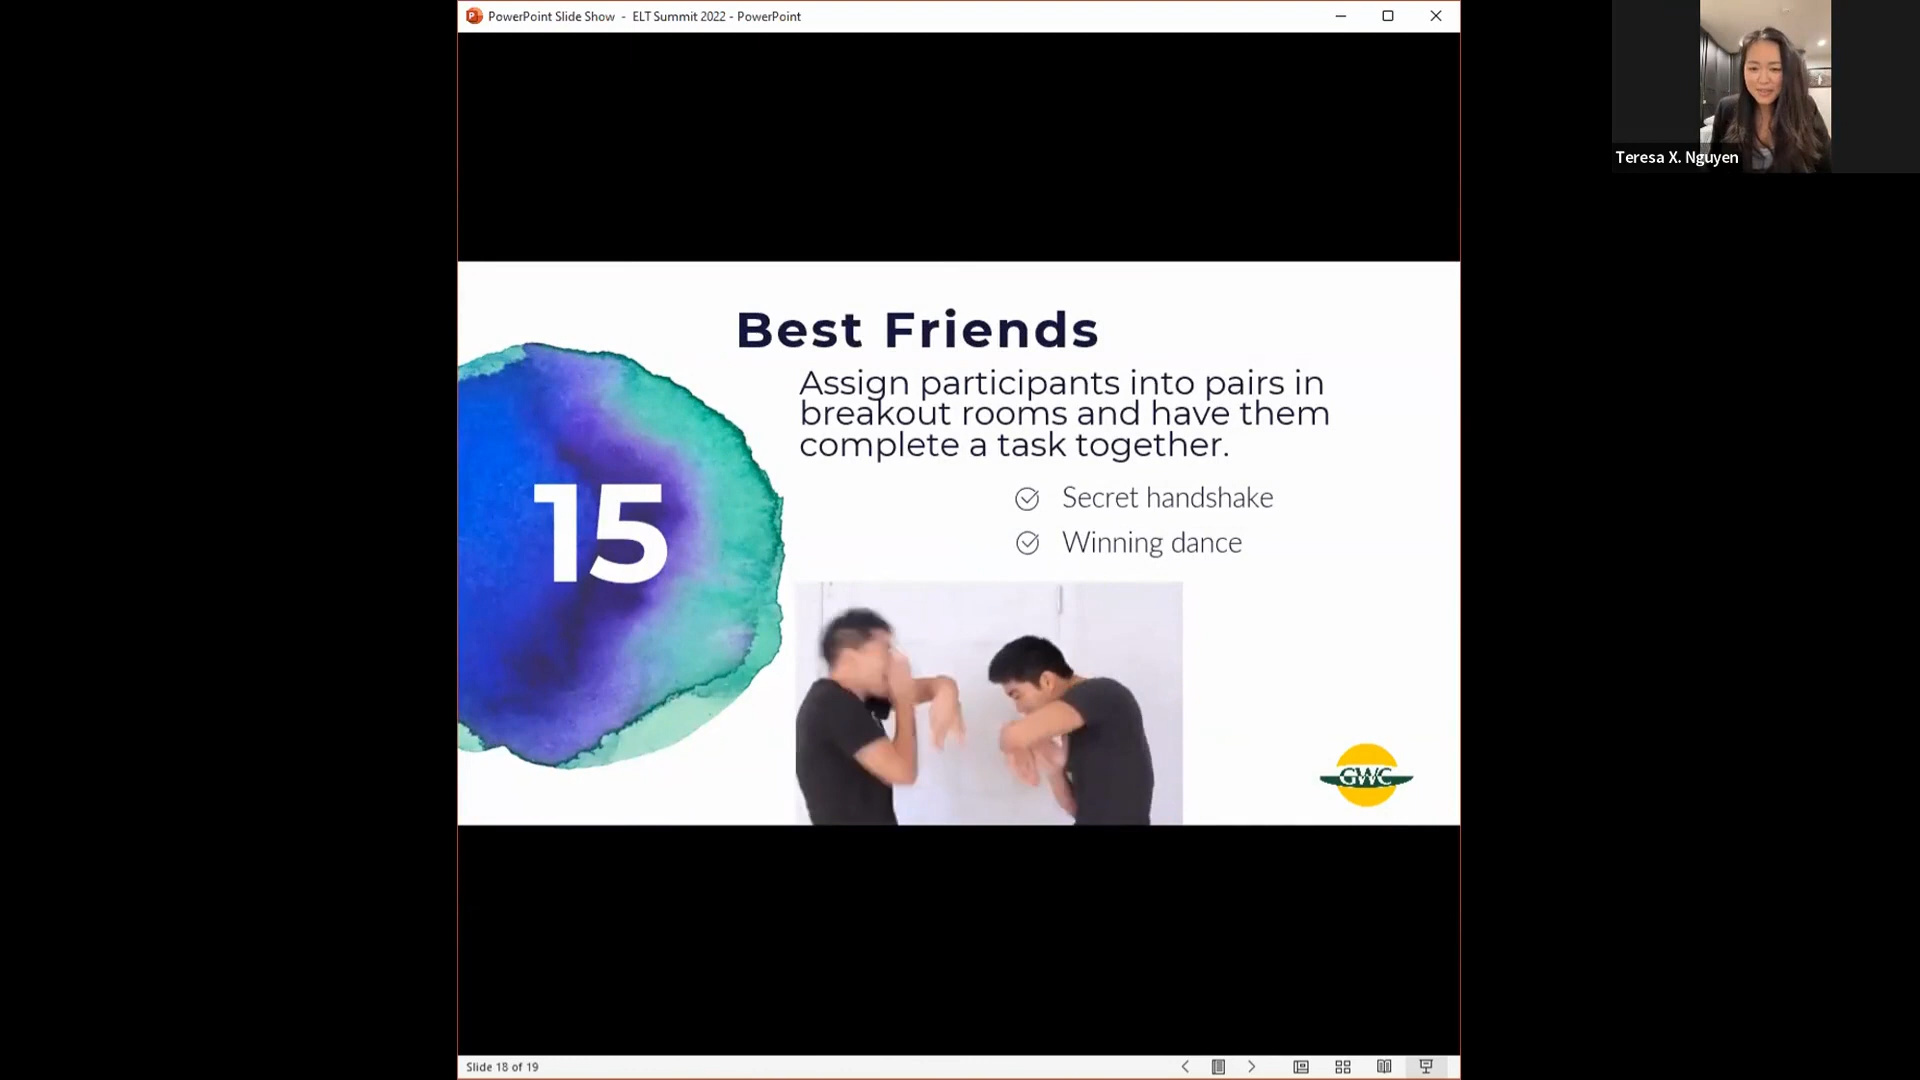 PowerPoint Slide Show - ELT Summit 2022 - PowerPoint
Teresa X. Nguyen
Best Friends
Assign participants into pairs in
breakout rooms and have them
complete a task together.
Secret handshake
Winning dance
15
GWC
Slide 18 of 19